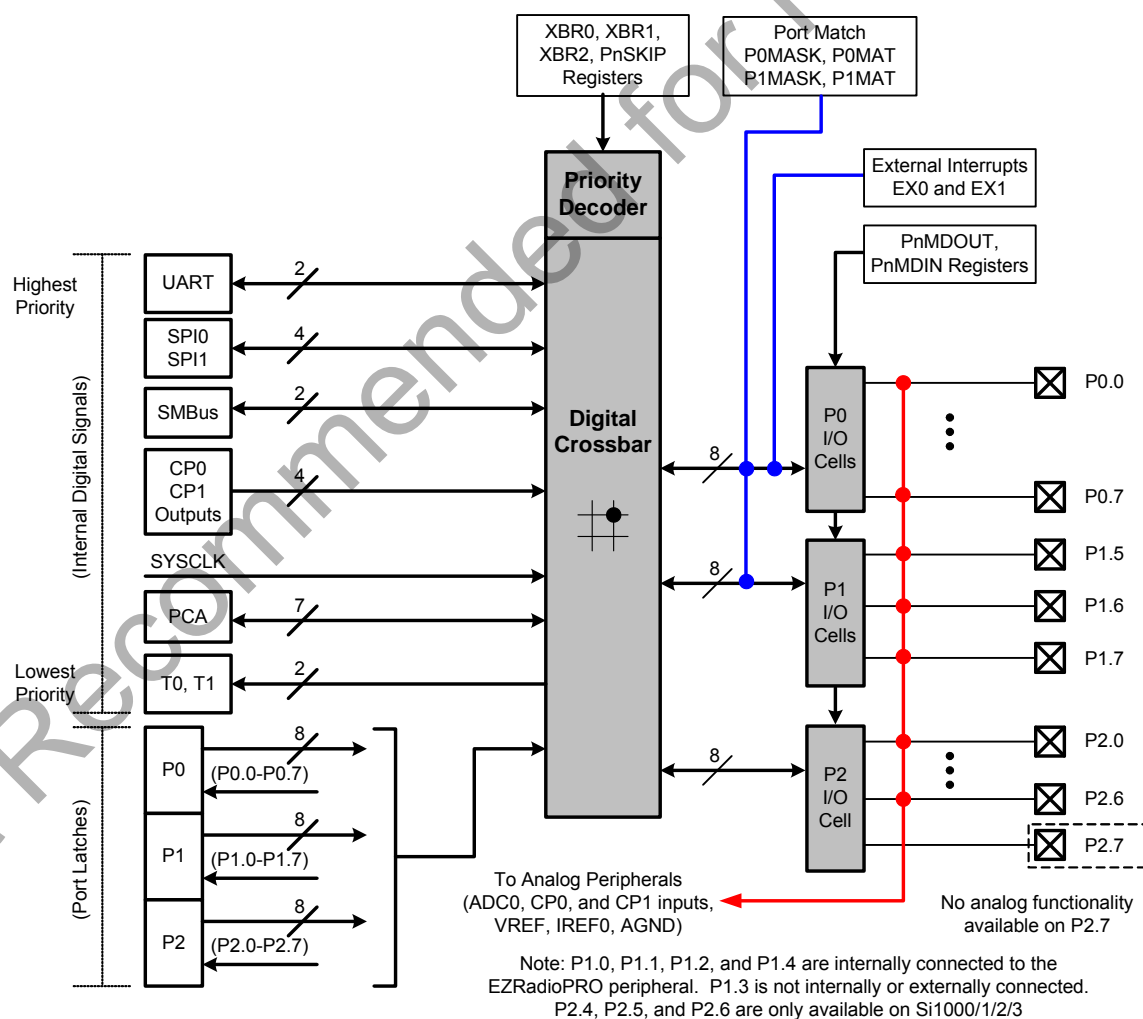 XBR0, XBR1,
XBR2, PnSKIP
Registers
Port Match
P0MASK, P0MAT
P1MASK, P1MAT
External Interrupts
EX0 and EX1
PnMDOUT,
PnMDIN Registers
Priority
Decoder
Digital
Crossbar
Highest
Priority
(Internal Digital Signals)
Lowest
Priority
(Port Latches)
UART
2
SPI0
SPI1
4
SMBus
2
CP0
CP1
Outputs
4
SYSCLK
PCA
7
T0, T1
2
P0
8
(P0.0-P0.7)
P1
8
(P1.0-P1.7)
P2
8
(P2.0-P2.7)
8
8
8
P0
I/O
Cells
P1
I/O
Cells
P2
I/O
Cell
P0.0
P0.7
P1.5
P1.6
P1.7
P2.0
P2.6
P2.7
To Analog Peripherals
(ADC0, CP0, and CP1 inputs,
VREF, IREF0, AGND)
No analog functionality
available on P2.7
Note: P1.0, P1.1, P1.2, and P1.4 are internally connected to the
EZRadioPRO peripheral. P1.3 is not internally or externally connected.
P2.4, P2.5, and P2.6 are only available on Si1000/1/2/3
Recommended for